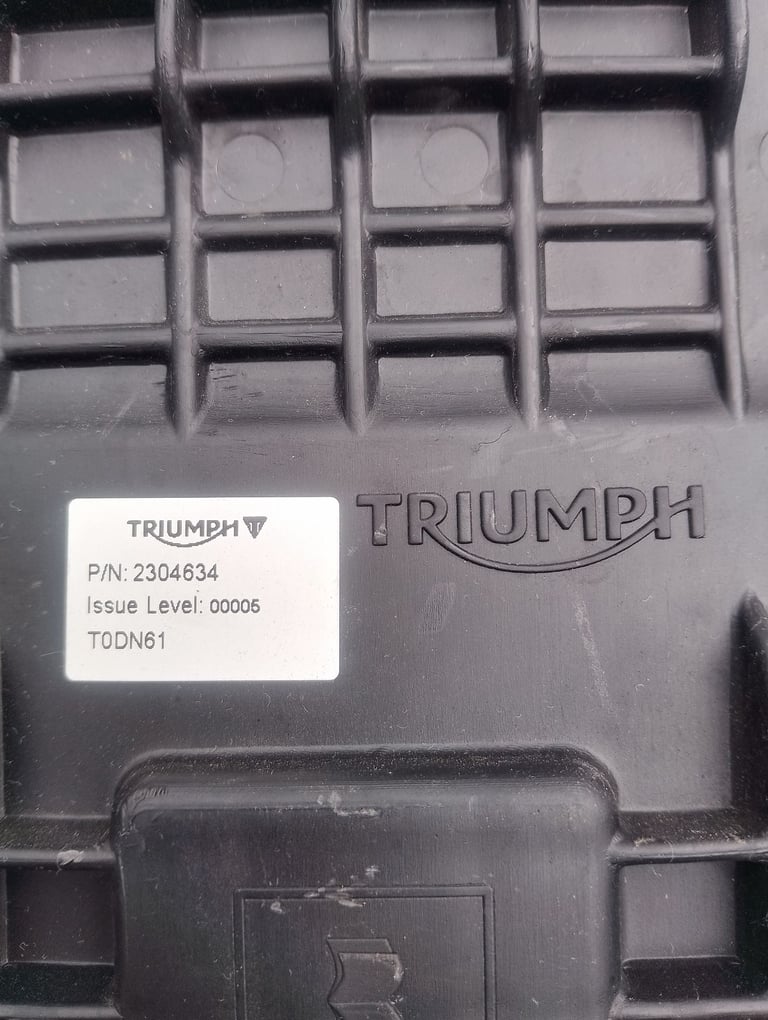 TRIUMPH
P/N: 2304634
Issue Level: 00005
T0DN61
TRIUMPH